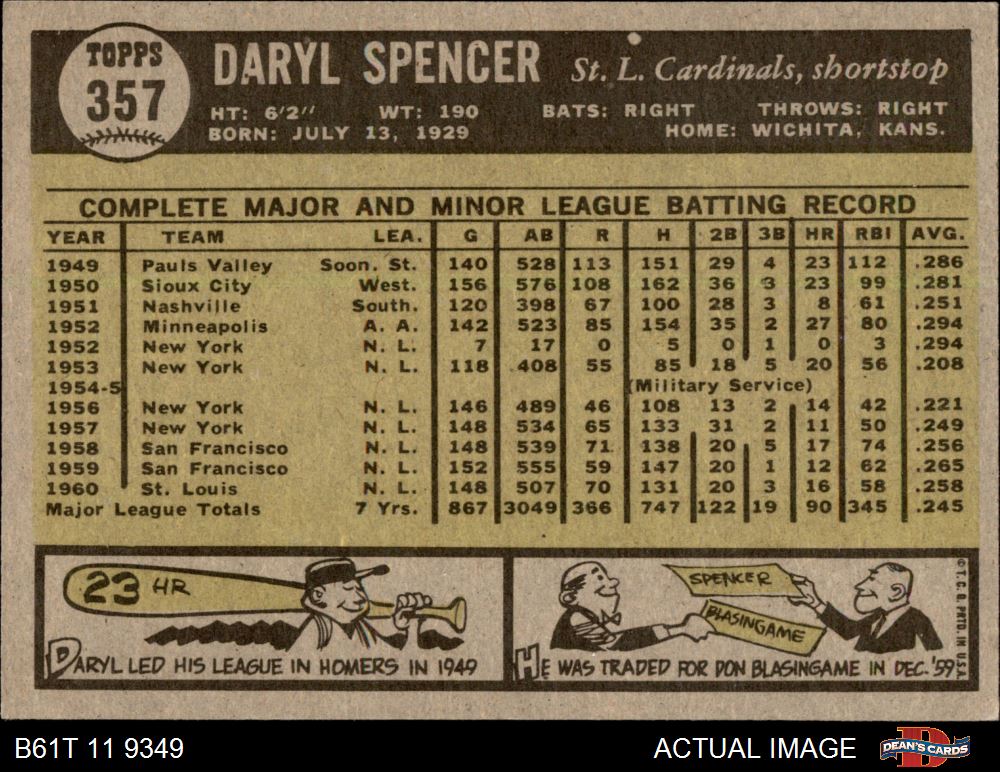 TOPPS
357
DARYL SPENCER St. L. Cardinals, shortstop
HT: 6'2" WT: 190 BATS: RIGHT THROWS: RIGHT
BORN: JULY 13, 1929 HOME: WICHITA, KANS.
COMPLETE MAJOR AND MINOR LEAGUE BATTING RECORD
YEAR TEAM LEA. G AB R H 2B 3B HR RBI AVG.
1949 Pauls Valley Soon. St. 140 528 113 151 29 4 23 112 .286
1950 Sioux City West. 156 576 108 162 36 3 23 99 .281
1951 Nashville South. 120 398 67 100 28 3 8 61 .251
1952 Minneapolis A. A. 142 523 85 154 35 2 27 80 .294
1952 New York N. L. 7 17 0 5 0 1 0 3 .294
1953 New York N. L. 118 408 55 85 18 5 20 56 .208
1954-5 (Military Service)
1956 New York N. L. 146 489 46 108 13 2 14 42 .221
1957 New York N. L. 148 534 65 133 31 2 11 50 .249
1958 San Francisco N. L. 148 539 71 138 20 5 17 74 .256
1959 San Francisco N. L. 152 555 59 147 20 1 12 62 .265
1960 St. Louis N. L. 148 507 70 131 20 3 16 58 .258
Major League Totals 7 Yrs. 867 3049 366 747 122 19 90 345 .245
23 HR
DARYL LED HIS LEAGUE IN HOMERS IN 1949
SPENCER
BLASINGAME
HE WAS TRADED FOR DON BLASINGAME IN DEC. '59
© T. C. G. PRTD. IN U.S.A.
B61T 11 9349
ACTUAL IMAGE
DEAN'S CARDS